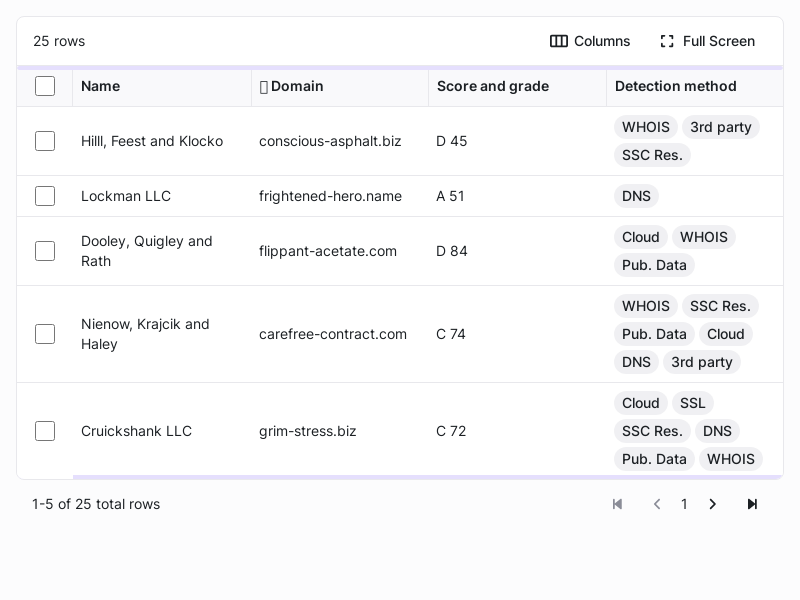 25 rows
Columns
Full Screen
Name
Domain
Score and grade
Detection method
Hilll, Feest and Klocko
conscious-asphalt.biz
D 45
WHOIS 3rd party
SSC Res.
Lockman LLC
frightened-hero.name
A 51
DNS
Dooley, Quigley and
Rath
flippant-acetate.com
D 84
Cloud WHOIS
Pub. Data
Nienow, Krajcik and
Haley
carefree-contract.com
C 74
WHOIS SSC Res.
Pub. Data Cloud
DNS 3rd party
Cruickshank LLC
grim-stress.biz
C 72
Cloud SSL
SSC Res. DNS
Pub. Data WHOIS
1-5 of 25 total rows
1